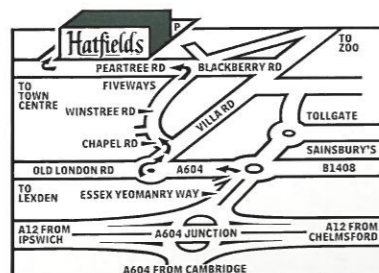 P
Hatfields
TO
ZOO
PEARTREE RD
BLACKBERRY RD
TO
TOWN
CENTRE
FIVEWAYS
WINSTREE RD
VILLA RD
TOLLGATE
CHAPEL RD
SAINSBURY'S
OLD LONDON RD
A604
B1408
TO
LEXDEN
ESSEX YEOMANRY WAY
A12 FROM
IPSWICH
A604 JUNCTION
A12 FROM
CHELMSFORD
A604 FROM CAMBRIDGE